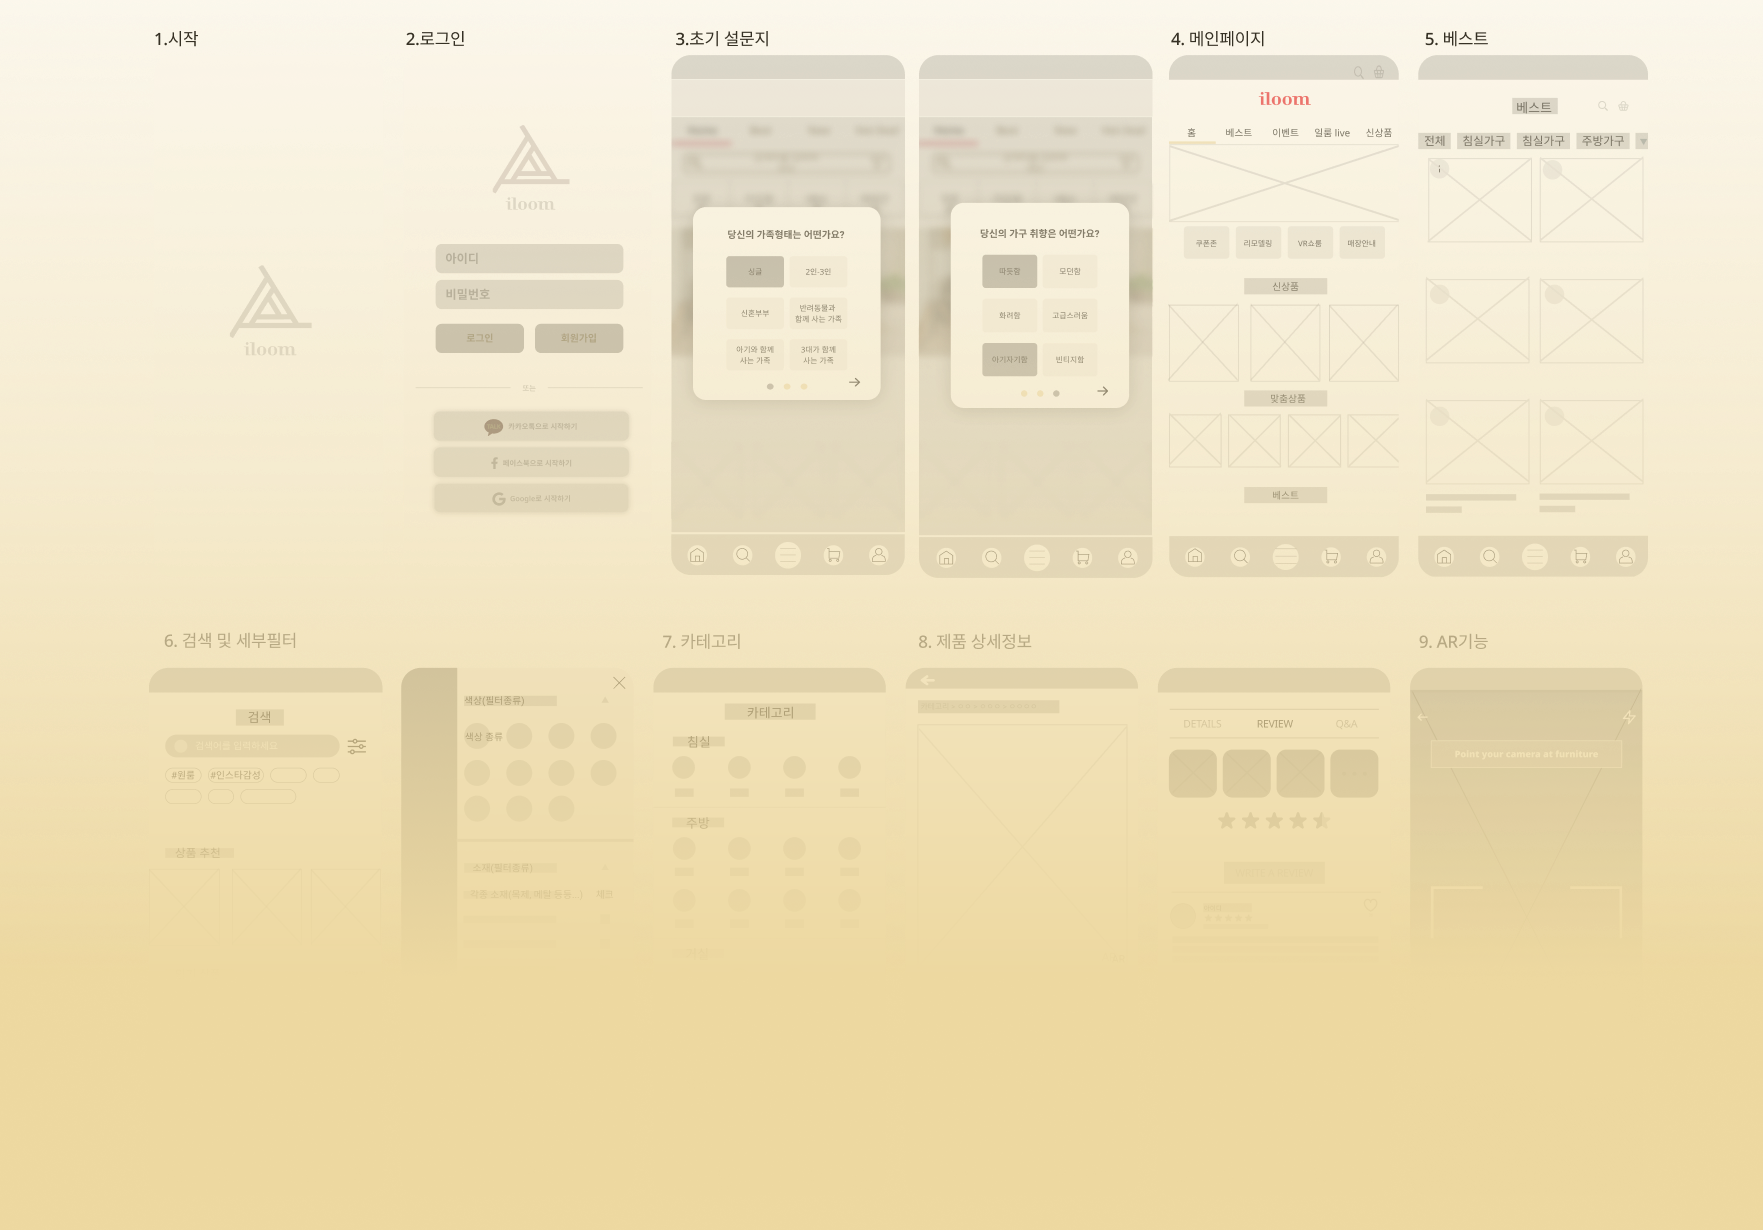 1.시작
2.로그인
3.초기 설문지
4. 메인페이지
5. 베스트
iloom
iloom
아이디
비밀번호
로그인
회원가입
또는
카카오톡으로 시작하기
페이스북으로 시작하기
Google로 시작하기
당신의 가족형태는 어떤가요?
싱글
2인-3인
신혼부부
반려동물과
함께 사는 가족
아기와 함께
사는 가족
3대가 함께
사는 가족
당신의 가구 취향은 어떤가요?
따뜻함
모던함
화려함
고급스러움
아기자기함
빈티지함
iloom
홈
베스트
이벤트
일룸 live
신상품
쿠폰존
리모델링
VR쇼룸
매장안내
신상품
맞춤상품
베스트
베스트
전체
침실가구
침실가구
주방가구
6. 검색 및 세부필터
7. 카테고리
8. 제품 상세정보
9. AR기능
검색
검색어를 입력하세요
#원룸
#인스타감성
상품 추천
색상(필터종류)
색상 종류
소재(필터종류)
각종 소재(목재, 메탈 등등...)
체크
카테고리
침실
주방
DETAILS
REVIEW
Q&A
Point your camera at furniture